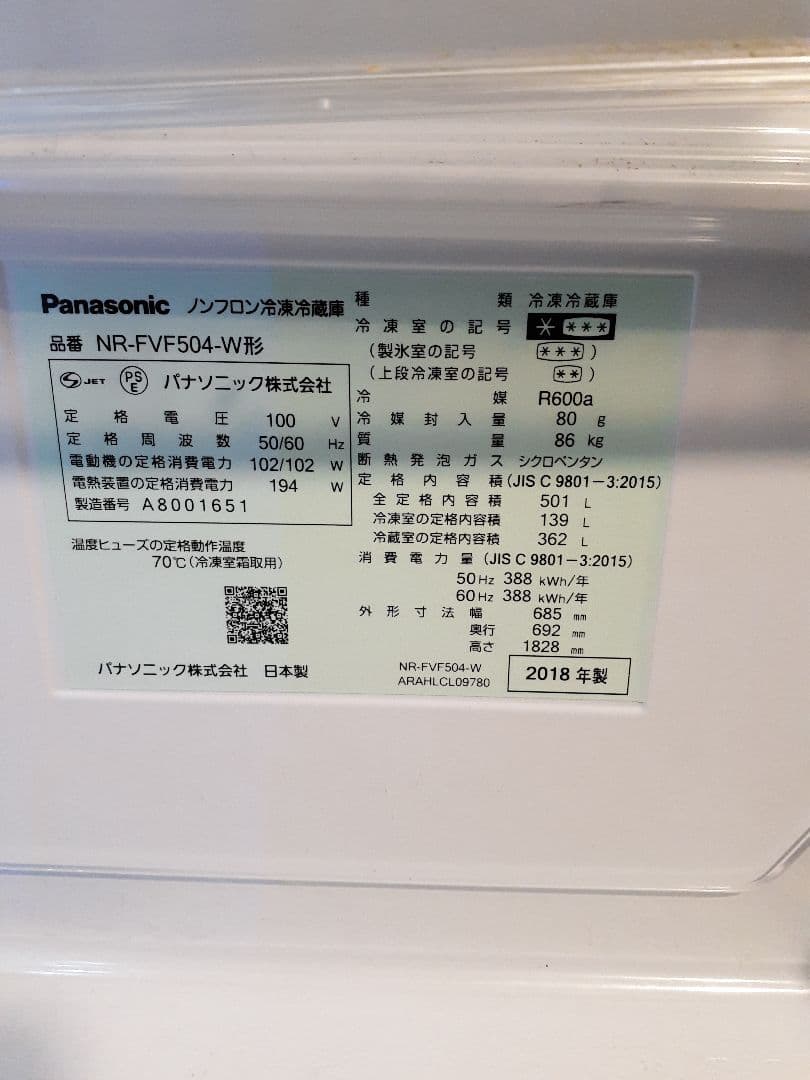 Panasonic ノンフロン冷凍冷蔵庫
品番 NR-FVF504-W形
JET PSE パナソニック株式会社
定格電圧 100 V
定格周波数 50/60 Hz
電動機の定格消費電力 102/102 W
電熱装置の定格消費電力 194 W
製造番号 A8001651
温度ヒューズの定格動作温度
70℃(冷凍室霜取用)
パナソニック株式会社 日本製
種類 冷凍冷蔵庫
冷凍室の記号 * ***
(製氷室の記号 *** )
(上段冷凍室の記号 ** )
冷媒 R600a
冷媒封入量 80 g
質量 86 kg
断熱発泡ガス シクロペンタン
定格内容積 (JIS C 9801-3:2015)
全定格内容積 501 L
冷凍室の定格内容積 139 L
冷蔵室の定格内容積 362 L
消費電力量 (JIS C 9801-3:2015)
50Hz 388 kWh/年
60Hz 388 kWh/年
外形寸法 幅 685 mm
奥行 692 mm
高さ 1828 mm
NR-FVF504-W
ARAHLCL09780
2018 年製